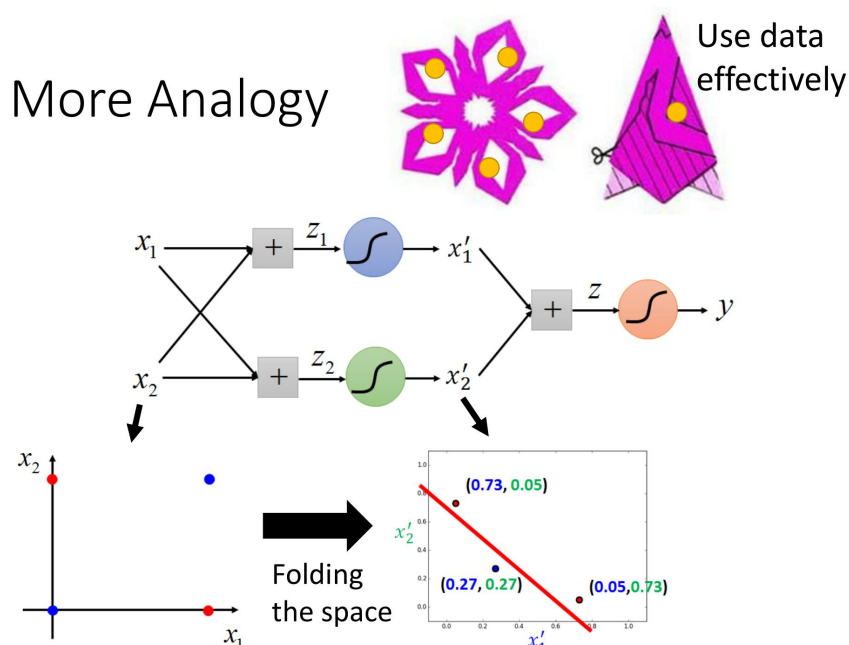 More Analogy
Use data
effectively
x₁
+
z₁
x₁′
x₂
+
z₂
x₂′
+
z
y
x₂
x₁
Folding
the space
1.0
0.8
0.6
0.4
0.2
0.0
0.0
0.2
0.4
0.6
0.8
1.0
x₂′
x₁′
(0.73, 0.05)
(0.27, 0.27)
(0.05,0.73)